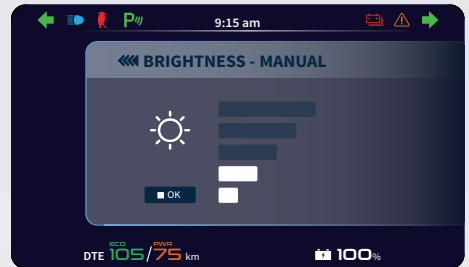 P
9:15 am
BRIGHTNESS - MANUAL
OK
DTE ECO 105 / PWR 75 km
100%